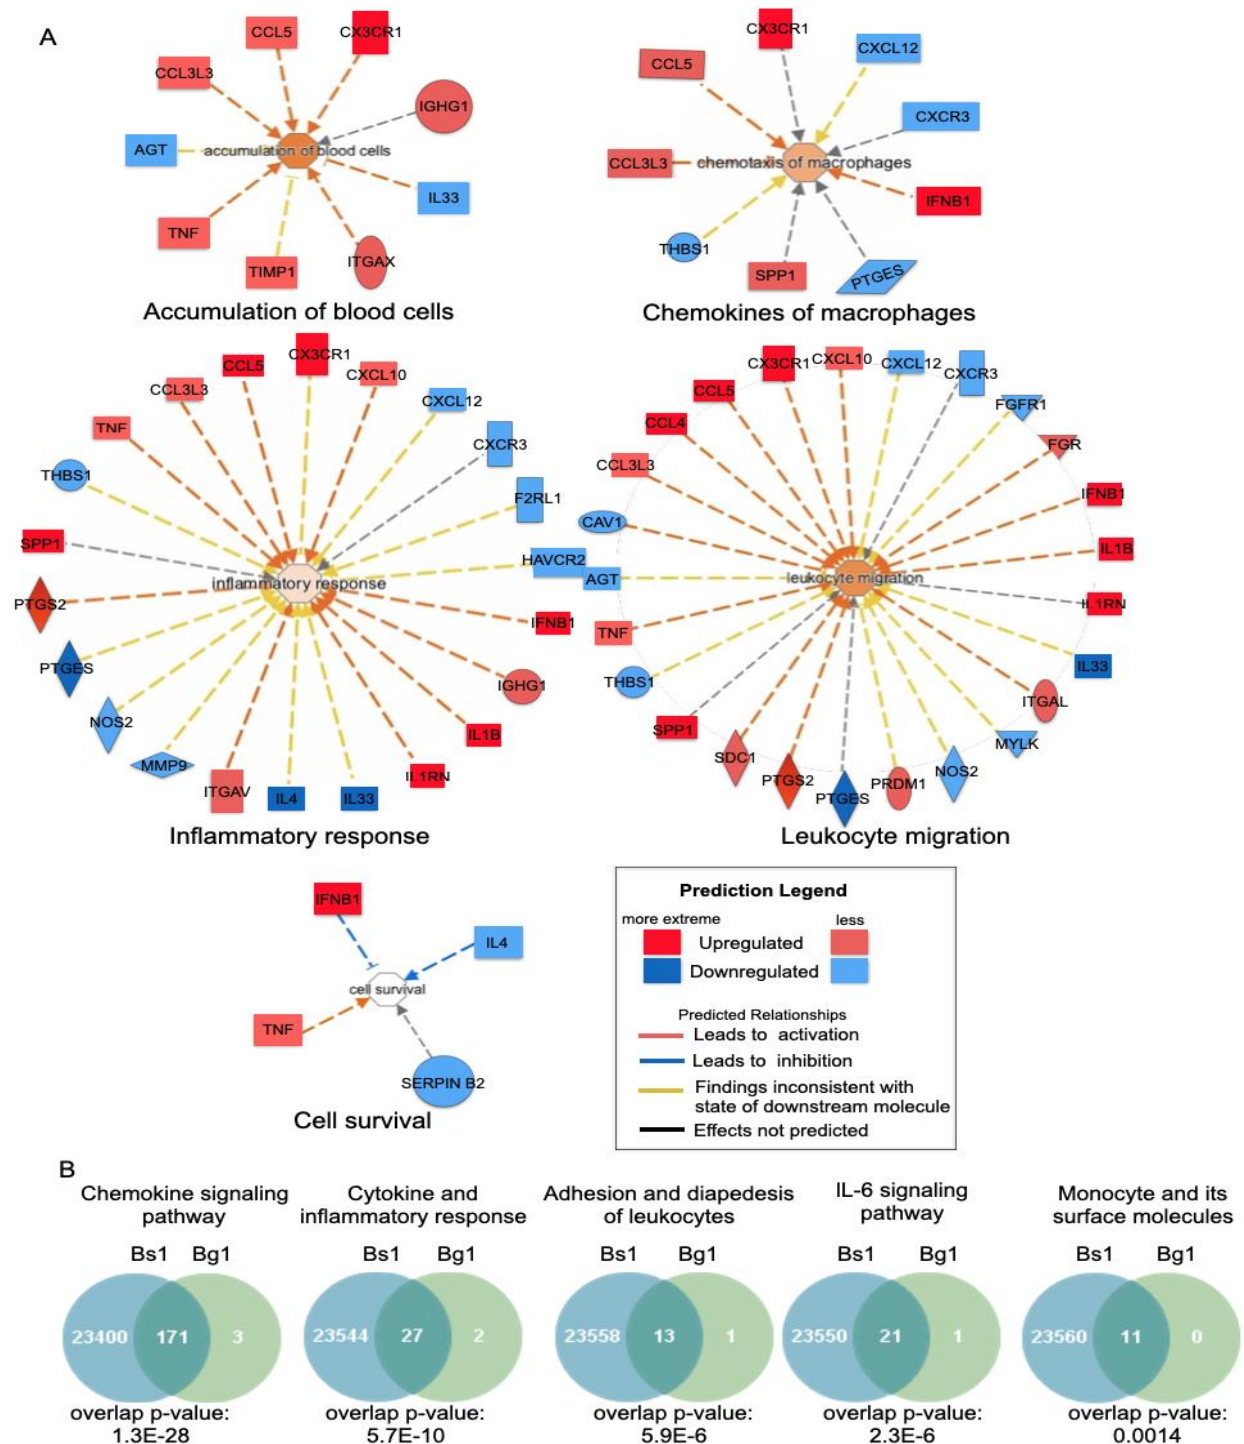 A
CCL5
CX3CR1
CCL3L3
IGHG1
AGT
accumulation of blood cells
IL33
TNF
TIMP1
ITGAX
Accumulation of blood cells
CX3CR1
CXCL12
CCL5
CXCR3
CCL3L3
chemotaxis of macrophages
IFNB1
THBS1
SPP1
PTGES
Chemokines of macrophages
CX3CR1
CCL5
CXCL10
CCL3L3
CXCL12
TNF
CXCR3
THBS1
F2RL1
SPP1
HAVCR2
inflammatory response
PTGS2
IFNB1
PTGES
IGHG1
NOS2
IL1B
MMP9
IL1RN
ITGAV
IL4
IL33
Inflammatory response
CX3CR1
CXCL10
CXCL12
CXCR3
CCL5
FGFR1
CCL4
FGR
CCL3L3
IFNB1
CAV1
IL1B
AGT
leukocyte migration
IL1RN
TNF
IL33
THBS1
ITGAL
SPP1
MYLK
SDC1
PTGS2
PTGES
PRDM1
NOS2
Leukocyte migration
IFNB1
IL4
cell survival
TNF
SERPIN B2
Cell survival
Prediction Legend
more extreme
less
Upregulated
Downregulated
Predicted Relationships
Leads to activation
Leads to inhibition
Findings inconsistent with
state of downstream molecule
Effects not predicted
B
Chemokine signaling
pathway
Bs1 Bg1
23400 171 3
overlap p-value:
1.3E-28
Cytokine and
inflammatory response
Bs1 Bg1
23544 27 2
overlap p-value:
5.7E-10
Adhesion and diapedesis
of leukocytes
Bs1 Bg1
23558 13 1
overlap p-value:
5.9E-6
IL-6 signaling
pathway
Bs1 Bg1
23550 21 1
overlap p-value:
2.3E-6
Monocyte and its
surface molecules
Bs1 Bg1
23560 11 0
overlap p-value:
0.0014